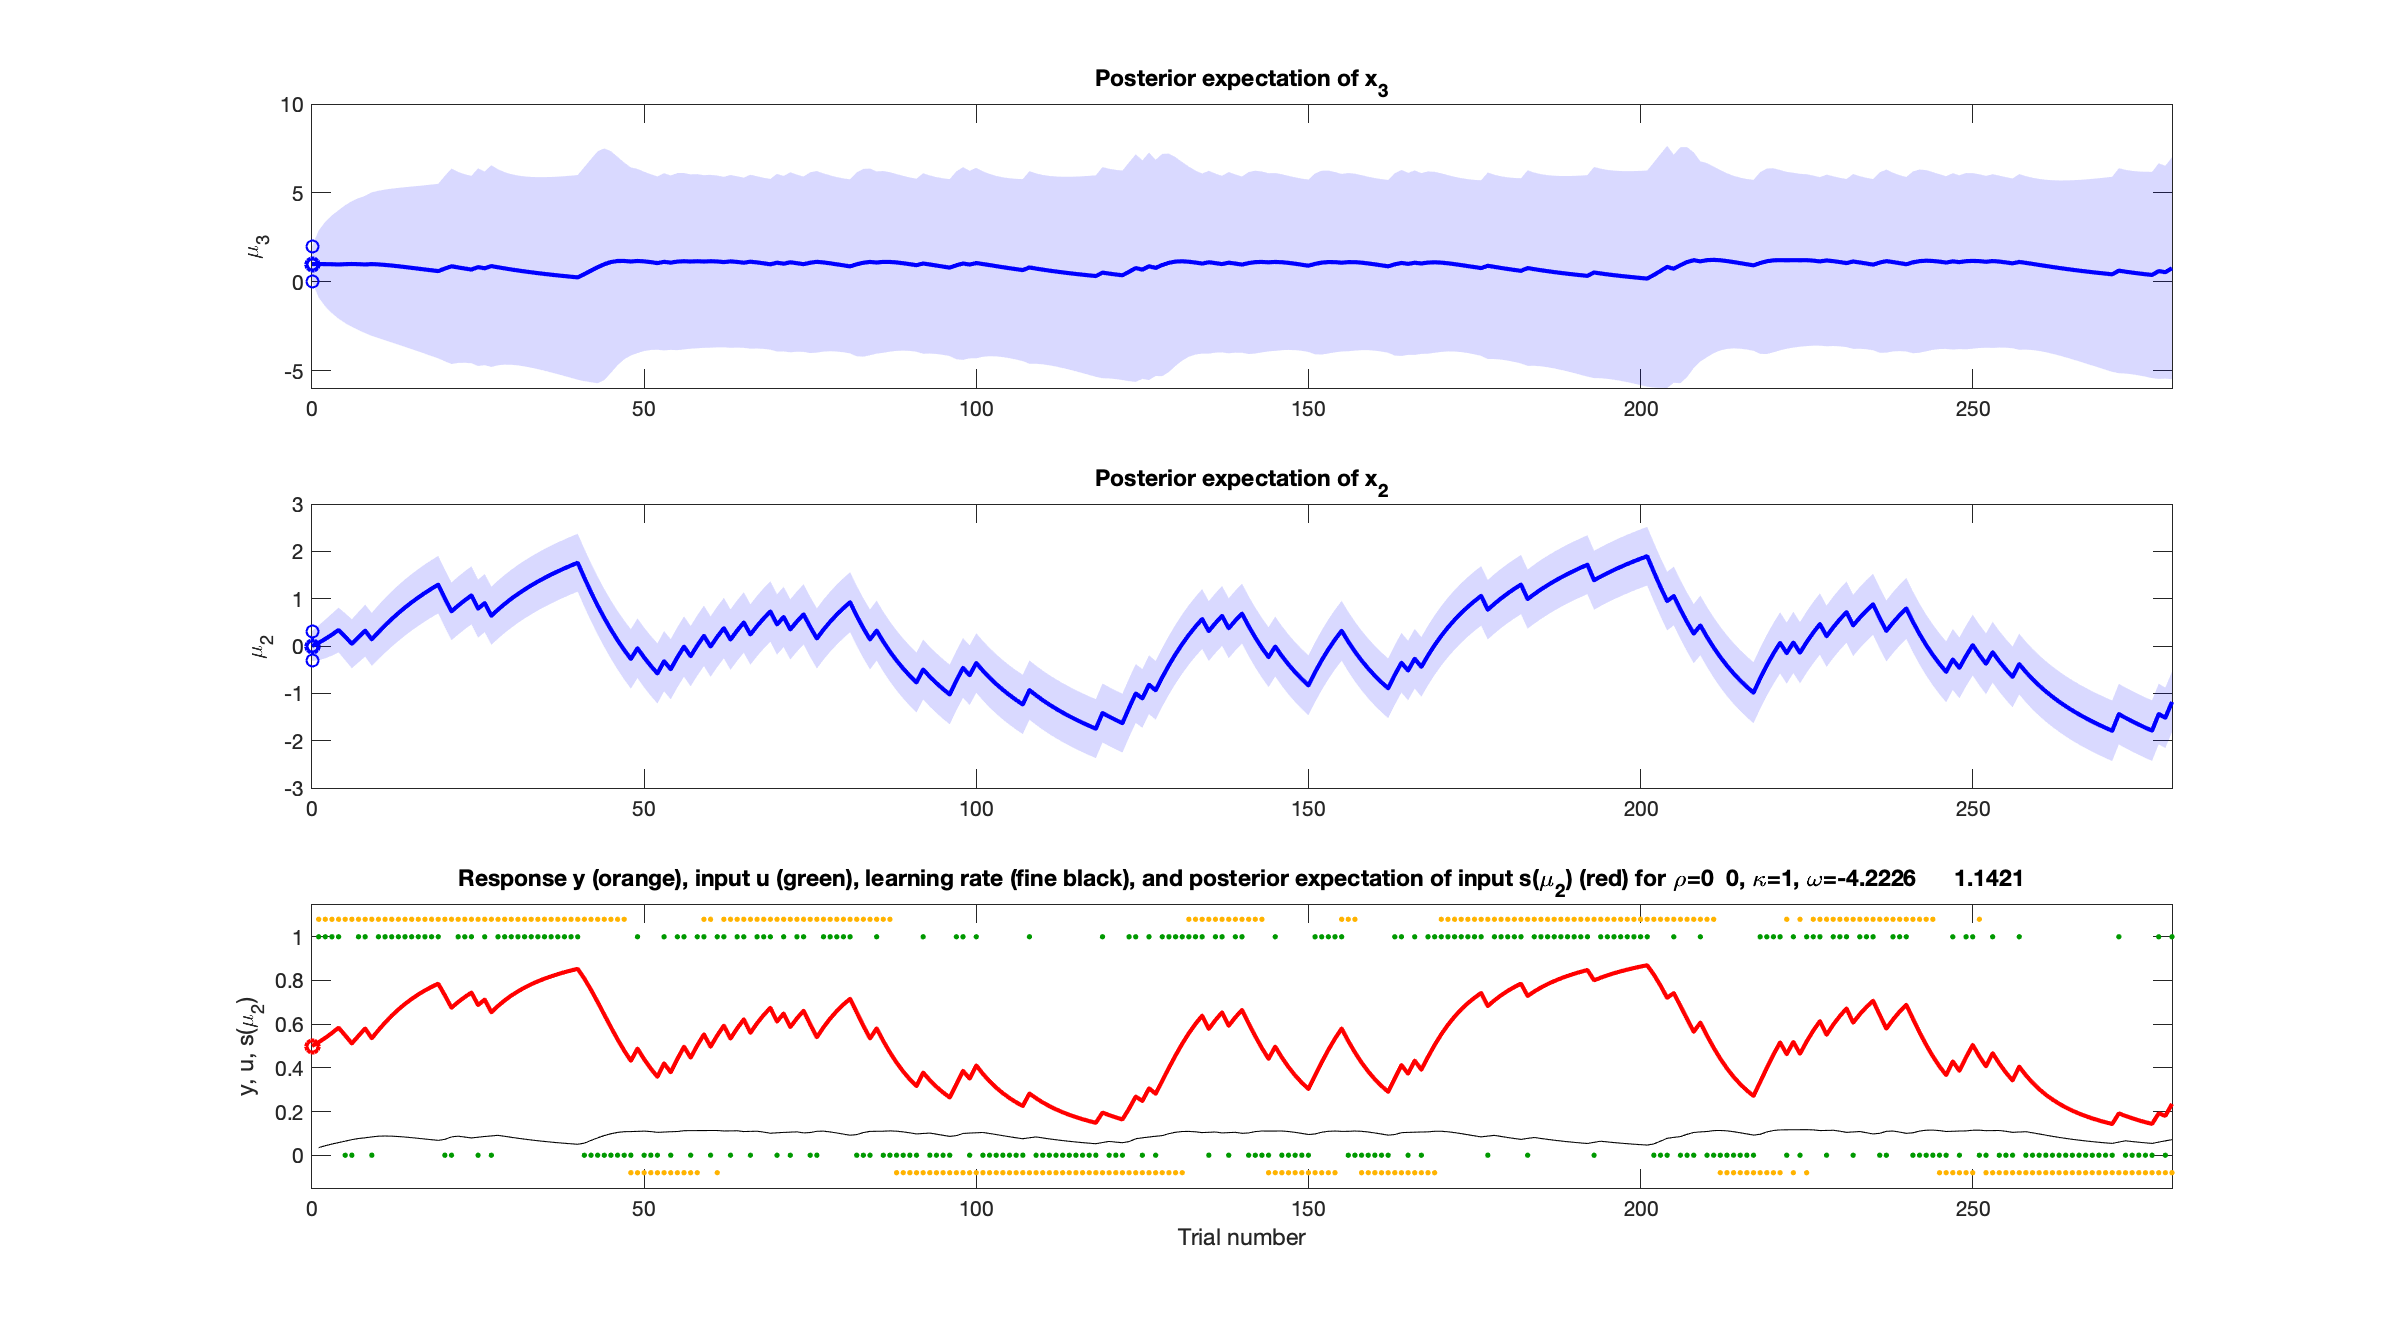 Posterior expectation of x3
10
5
0
-5
μ3
0 50 100 150 200 250
Posterior expectation of x2
3
2
1
0
-1
-2
-3
μ2
0 50 100 150 200 250
Response y (orange), input u (green), learning rate (fine black), and posterior expectation of input s(μ2) (red) for ρ=0 0, κ=1, ω=-4.2226 1.1421
1
0.8
0.6
0.4
0.2
0
y, u, s(μ2)
0 50 100 150 200 250
Trial number